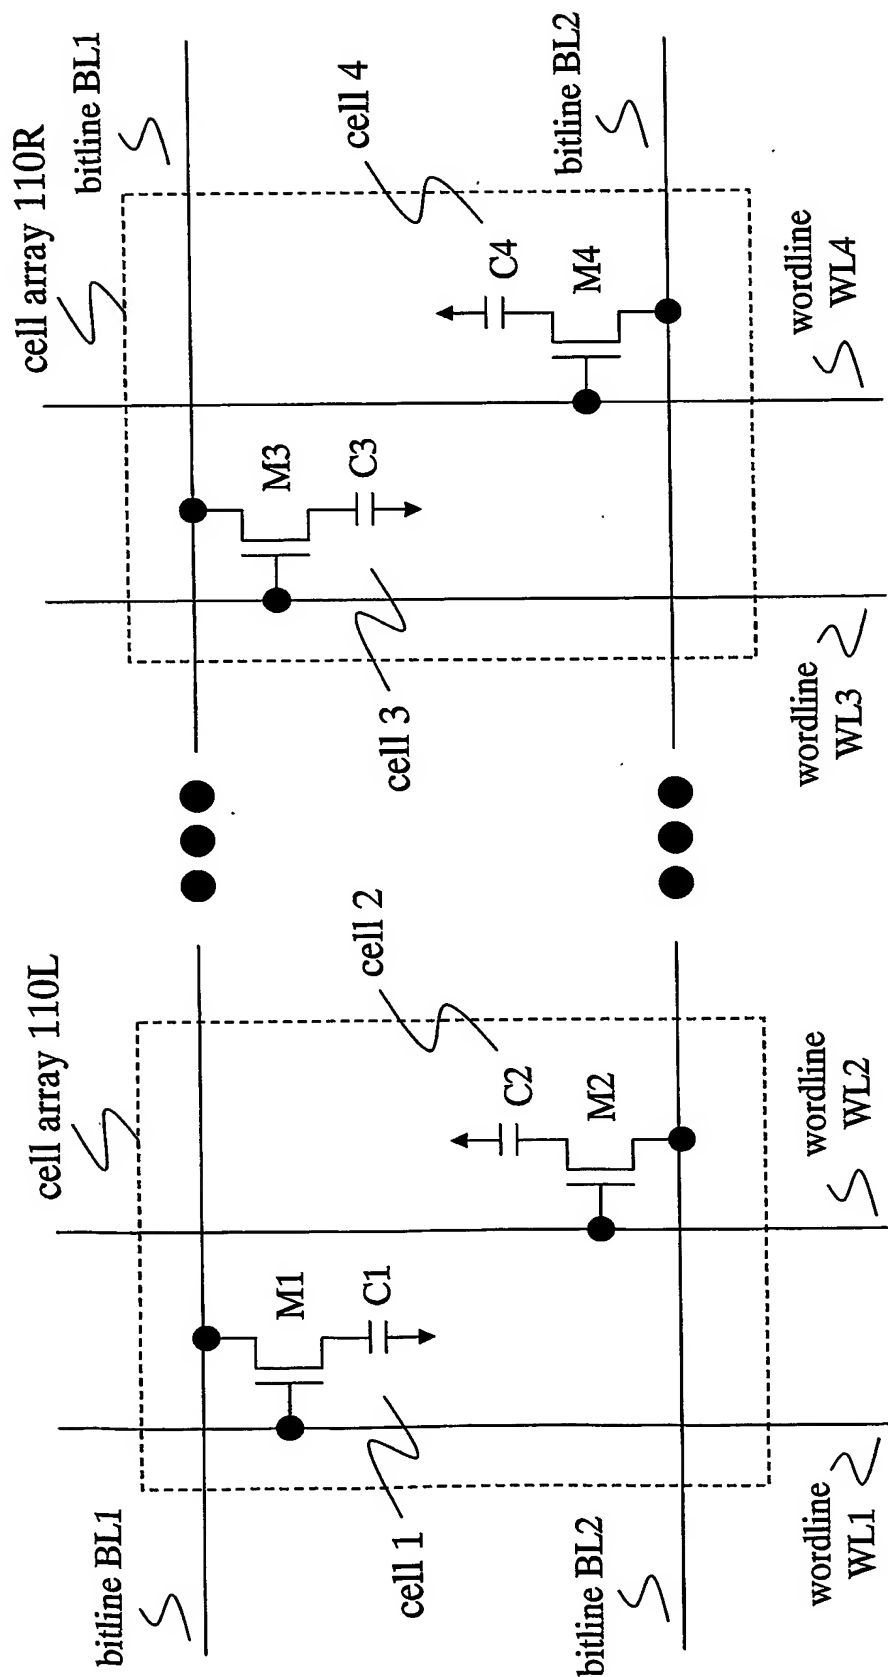 cell array 110L
cell array 110R
bitline BL1
bitline BL1
M1
C1
cell 1
cell 2
C2
M2
M3
C3
cell 3
cell 4
C4
M4
bitline BL2
bitline BL2
wordline
WL1
wordline
WL2
wordline
WL3
wordline
WL4